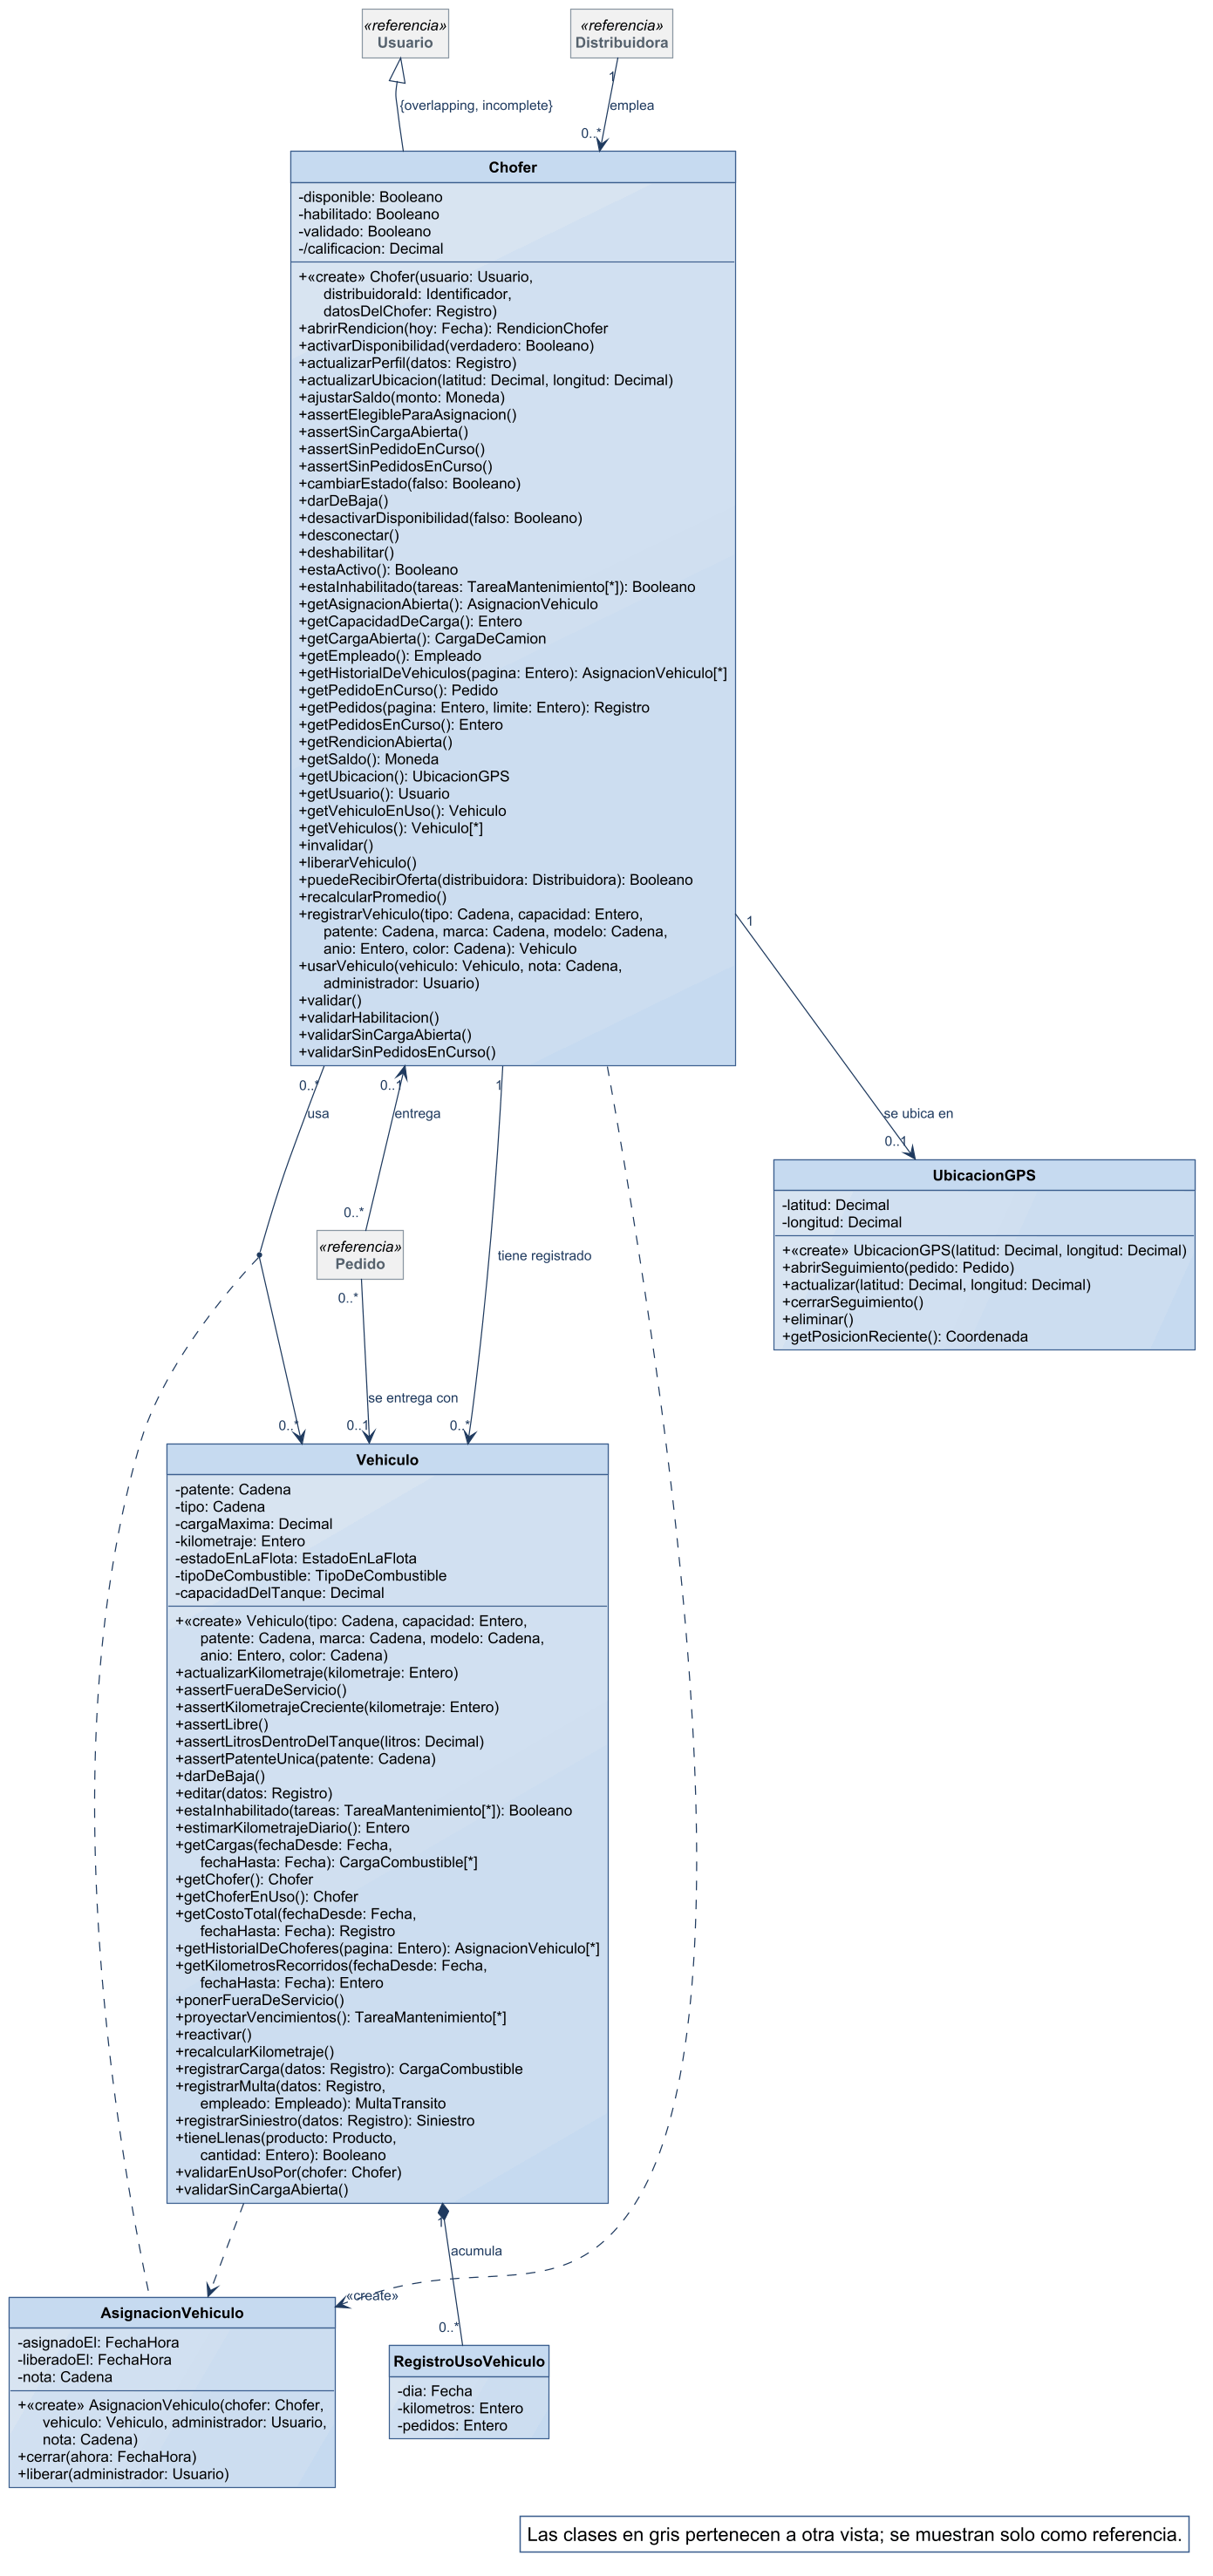 «referencia»
Usuario
«referencia»
Distribuidora
{overlapping, incomplete}
1
emplea
0..*
Chofer
-disponible: Booleano
-habilitado: Booleano
-validado: Booleano
-/calificacion: Decimal
+«create» Chofer(usuario: Usuario,
distribuidoraId: Identificador,
datosDelChofer: Registro)
+abrirRendicion(hoy: Fecha): RendicionChofer
+activarDisponibilidad(verdadero: Booleano)
+actualizarPerfil(datos: Registro)
+actualizarUbicacion(latitud: Decimal, longitud: Decimal)
+ajustarSaldo(monto: Moneda)
+assertElegibleParaAsignacion()
+assertSinCargaAbierta()
+assertSinPedidoEnCurso()
+assertSinPedidosEnCurso()
+cambiarEstado(falso: Booleano)
+darDeBaja()
+desactivarDisponibilidad(falso: Booleano)
+desconectar()
+deshabilitar()
+estaActivo(): Booleano
+estaInhabilitado(tareas: TareaMantenimiento[*]): Booleano
+getAsignacionAbierta(): AsignacionVehiculo
+getCapacidadDeCarga(): Entero
+getCargaAbierta(): CargaDeCamion
+getEmpleado(): Empleado
+getHistorialDeVehiculos(pagina: Entero): AsignacionVehiculo[*]
+getPedidoEnCurso(): Pedido
+getPedidos(pagina: Entero, limite: Entero): Registro
+getPedidosEnCurso(): Entero
+getRendicionAbierta()
+getSaldo(): Moneda
+getUbicacion(): UbicacionGPS
+getUsuario(): Usuario
+getVehiculoEnUso(): Vehiculo
+getVehiculos(): Vehiculo[*]
+invalidar()
+liberarVehiculo()
+puedeRecibirOferta(distribuidora: Distribuidora): Booleano
+recalcularPromedio()
+registrarVehiculo(tipo: Cadena, capacidad: Entero,
patente: Cadena, marca: Cadena, modelo: Cadena,
anio: Entero, color: Cadena): Vehiculo
+usarVehiculo(vehiculo: Vehiculo, nota: Cadena,
administrador: Usuario)
+validar()
+validarHabilitacion()
+validarSinCargaAbierta()
+validarSinPedidosEnCurso()
1
se ubica en
0..1
0..*
usa
0..1
entrega
1
UbicacionGPS
-latitud: Decimal
-longitud: Decimal
+«create» UbicacionGPS(latitud: Decimal, longitud: Decimal)
+abrirSeguimiento(pedido: Pedido)
+actualizar(latitud: Decimal, longitud: Decimal)
+cerrarSeguimiento()
+eliminar()
+getPosicionReciente(): Coordenada
0..*
«referencia»
Pedido
tiene registrado
0..*
se entrega con
0..*
0..1
0..*
Vehiculo
-patente: Cadena
-tipo: Cadena
-cargaMaxima: Decimal
-kilometraje: Entero
-estadoEnLaFlota: EstadoEnLaFlota
-tipoDeCombustible: TipoDeCombustible
-capacidadDelTanque: Decimal
+«create» Vehiculo(tipo: Cadena, capacidad: Entero,
patente: Cadena, marca: Cadena, modelo: Cadena,
anio: Entero, color: Cadena)
+actualizarKilometraje(kilometraje: Entero)
+assertFueraDeServicio()
+assertKilometrajeCreciente(kilometraje: Entero)
+assertLibre()
+assertLitrosDentroDelTanque(litros: Decimal)
+assertPatenteUnica(patente: Cadena)
+darDeBaja()
+editar(datos: Registro)
+estaInhabilitado(tareas: TareaMantenimiento[*]): Booleano
+estimarKilometrajeDiario(): Entero
+getCargas(fechaDesde: Fecha,
fechaHasta: Fecha): CargaCombustible[*]
+getChofer(): Chofer
+getChoferEnUso(): Chofer
+getCostoTotal(fechaDesde: Fecha,
fechaHasta: Fecha): Registro
+getHistorialDeChoferes(pagina: Entero): AsignacionVehiculo[*]
+getKilometrosRecorridos(fechaDesde: Fecha,
fechaHasta: Fecha): Entero
+ponerFueraDeServicio()
+proyectarVencimientos(): TareaMantenimiento[*]
+reactivar()
+recalcularKilometraje()
+registrarCarga(datos: Registro): CargaCombustible
+registrarMulta(datos: Registro,
empleado: Empleado): MultaTransito
+registrarSiniestro(datos: Registro): Siniestro
+tieneLlenas(producto: Producto,
cantidad: Entero): Booleano
+validarEnUsoPor(chofer: Chofer)
+validarSinCargaAbierta()
1
acumula
«create»
0..*
AsignacionVehiculo
-asignadoEl: FechaHora
-liberadoEl: FechaHora
-nota: Cadena
+«create» AsignacionVehiculo(chofer: Chofer,
vehiculo: Vehiculo, administrador: Usuario,
nota: Cadena)
+cerrar(ahora: FechaHora)
+liberar(administrador: Usuario)
RegistroUsoVehiculo
-dia: Fecha
-kilometros: Entero
-pedidos: Entero
Las clases en gris pertenecen a otra vista; se muestran solo como referencia.